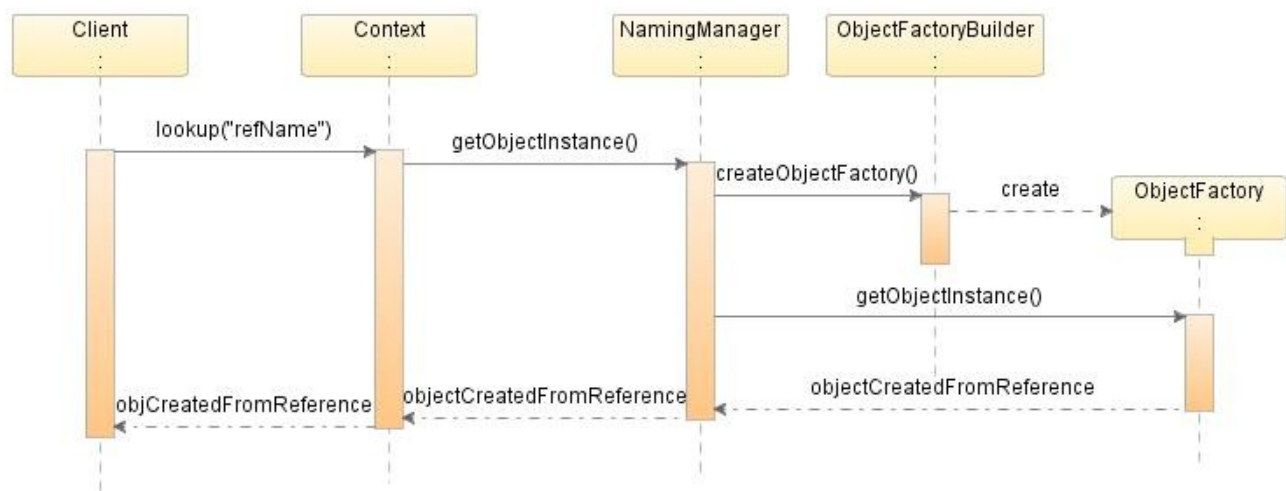 Client
:
Context
:
NamingManager
:
ObjectFactoryBuilder
:
lookup("refName")
getObjectInstance()
createObjectFactory()
create
ObjectFactory
:
getObjectInstance()
objectCreatedFromReference
objectCreatedFromReference
objCreatedFromReference